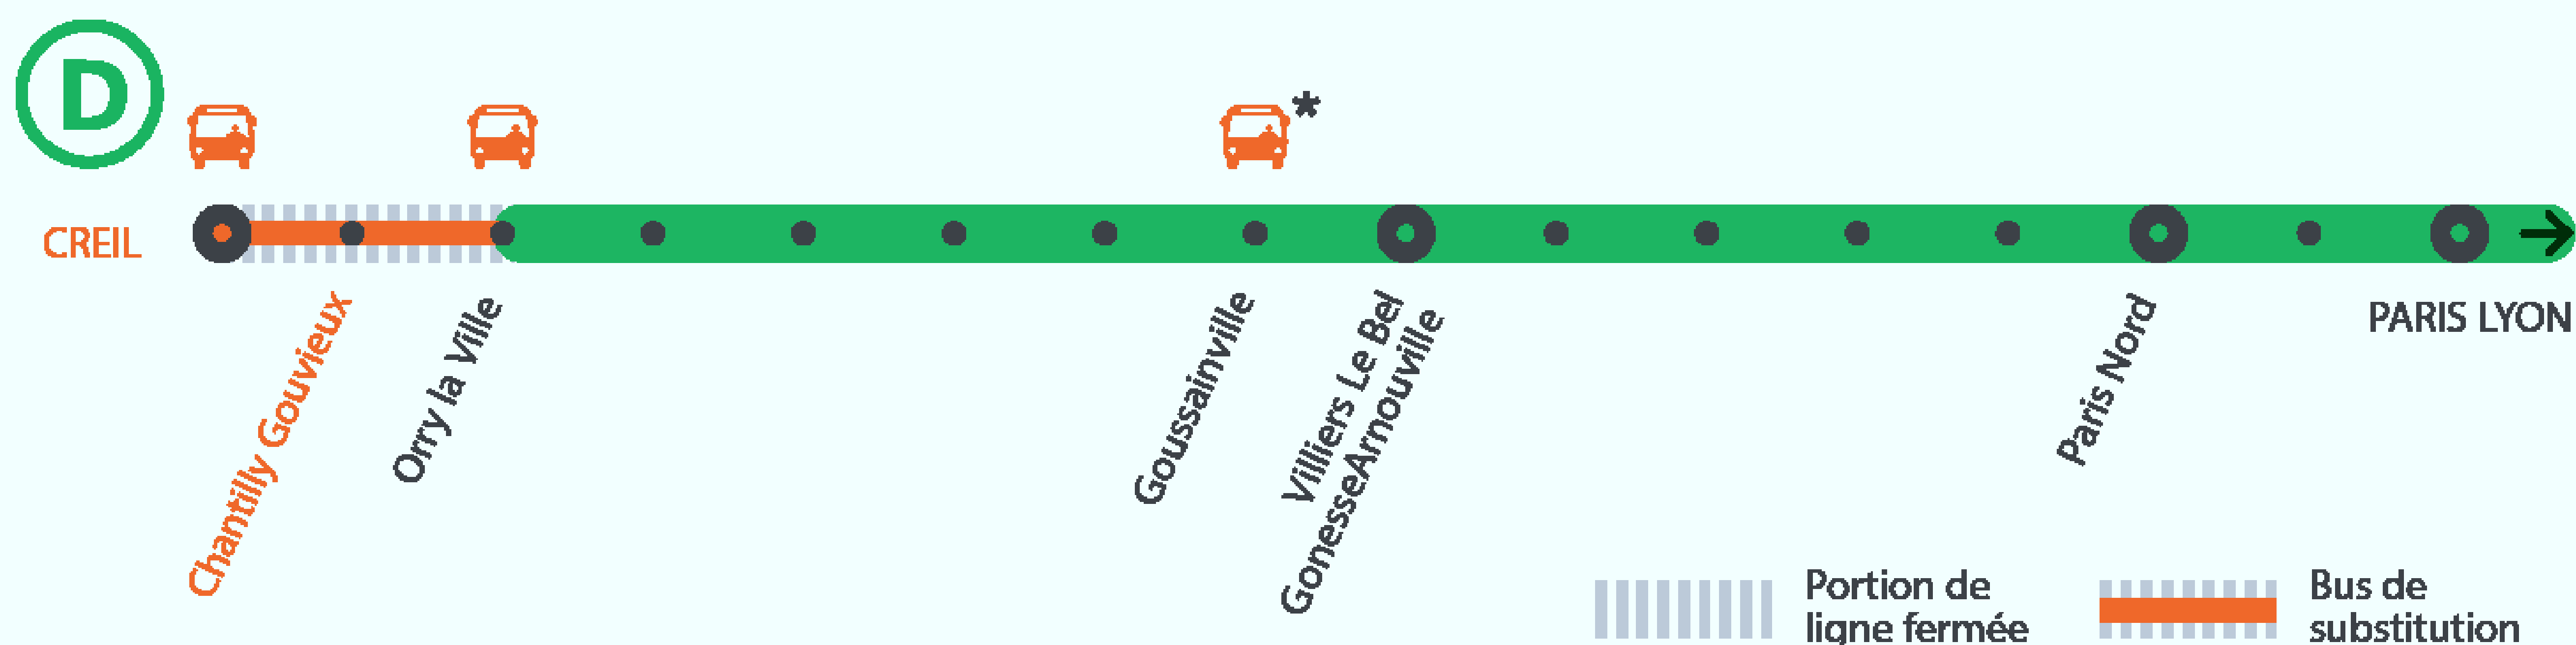 D
*
CREIL
Chantilly Gouvieux
Orry la Ville
Goussainville
Villiers Le Bel
GonesseArnouville
Paris Nord
PARIS LYON
Portion de
ligne fermée
Bus de
substitution